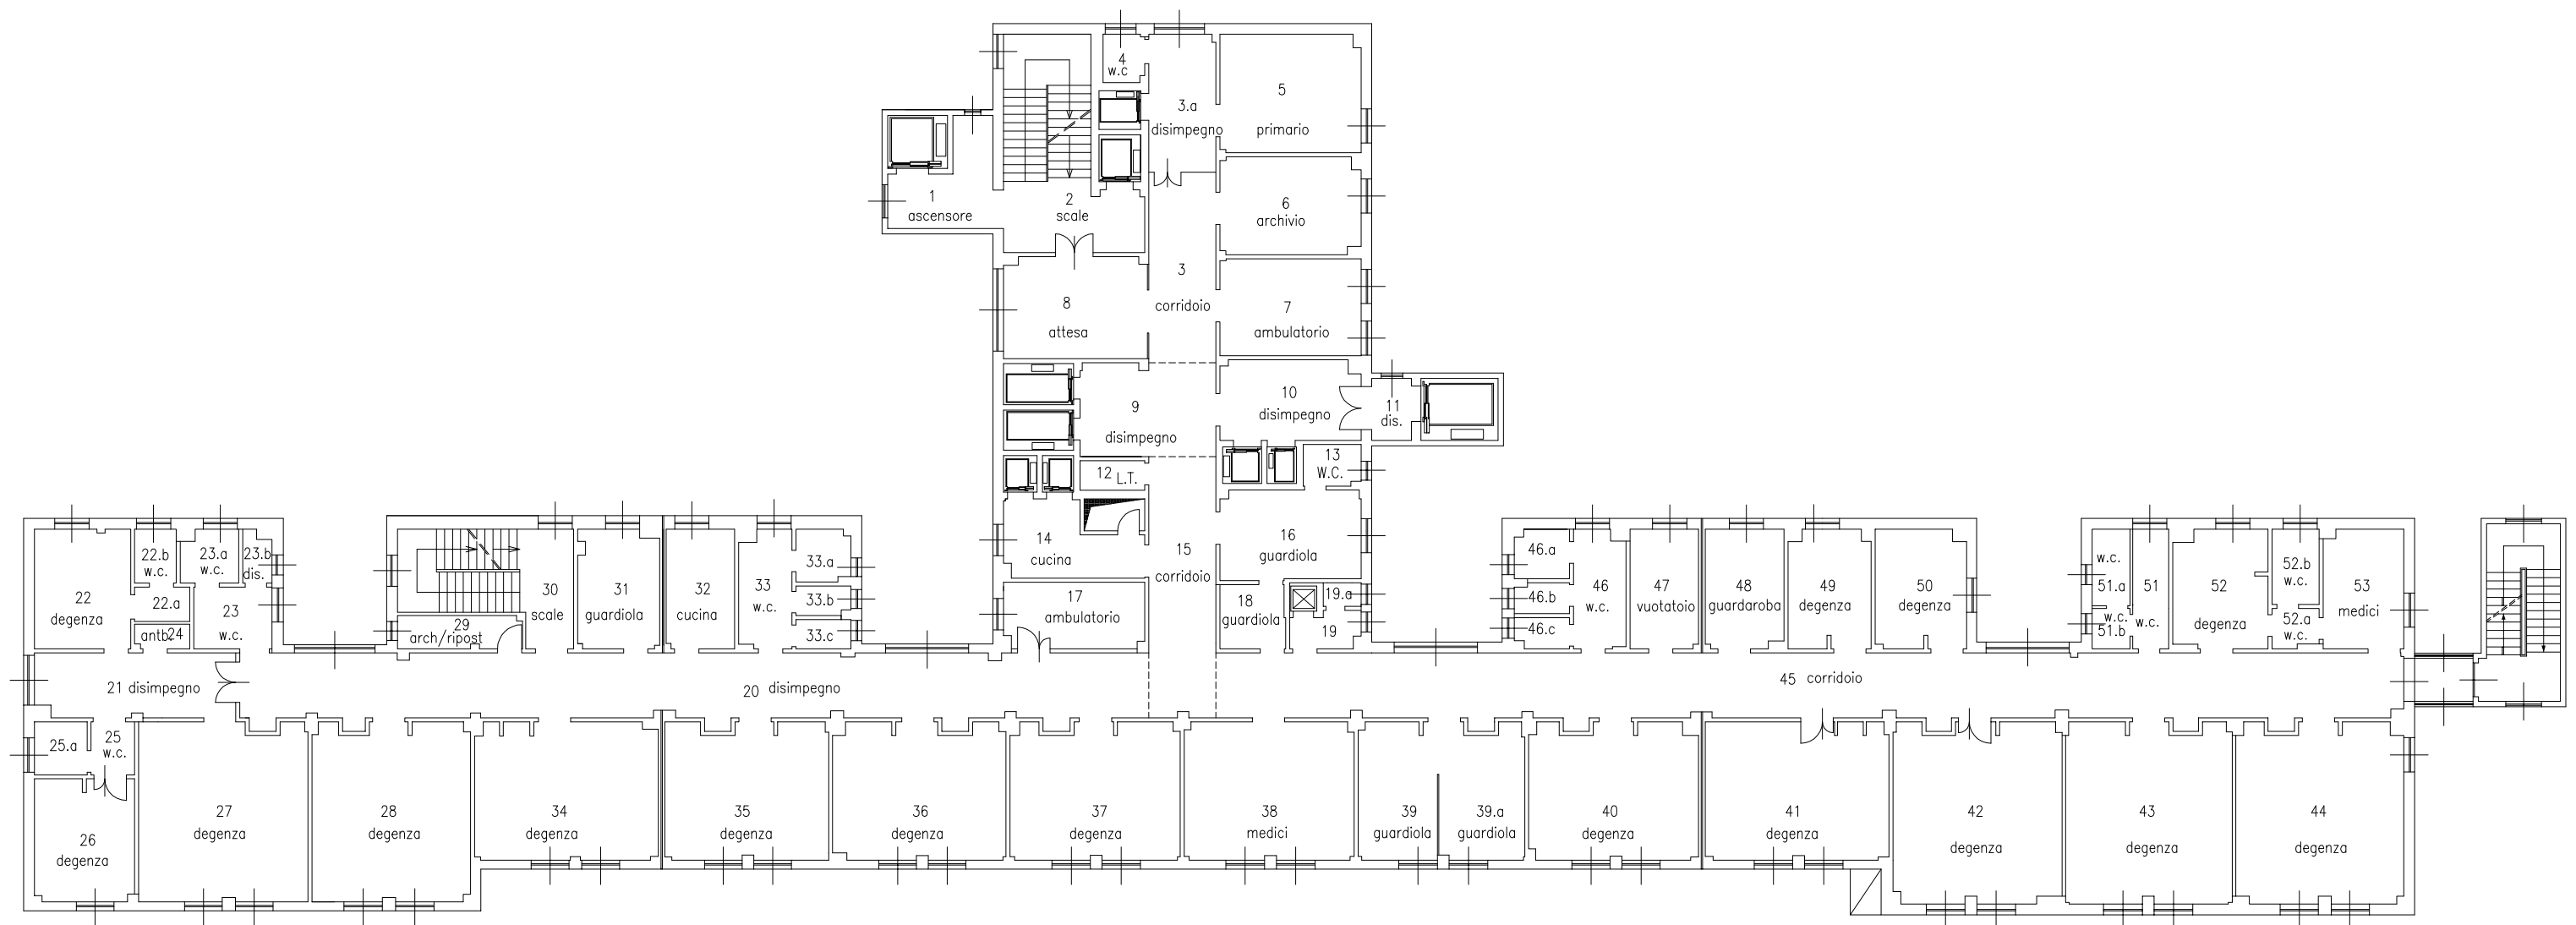 4
w.c
3.a
disimpegno
5
primario
1
ascensore
2
scale
6
archivio
3
corridoio
8
attesa
7
ambulatorio
9
disimpegno
10
disimpegno
11
dis.
12 L.T.
13
W.C.
14
cucina
15
corridoio
16
guardiola
17
ambulatorio
18
guardiola
19.a
19
22
degenza
22.b
w.c.
22.a
antb.
24
23.a
w.c.
23.b
dis.
23
w.c.
29
arch/ripost
30
scale
31
guardiola
32
cucina
33
w.c.
33.a
33.b
33.c
46.a
46.b
46.c
46
w.c.
47
vuotatoio
48
guardaroba
49
degenza
50
degenza
w.c.
51.a
w.c.
51.b
51
w.c.
52
degenza
52.b
w.c.
52.a
w.c.
53
medici
21 disimpegno
20 disimpegno
45 corridoio
25.a
25
w.c.
26
degenza
27
degenza
28
degenza
34
degenza
35
degenza
36
degenza
37
degenza
38
medici
39
guardiola
39.a
guardiola
40
degenza
41
degenza
42
degenza
43
degenza
44
degenza